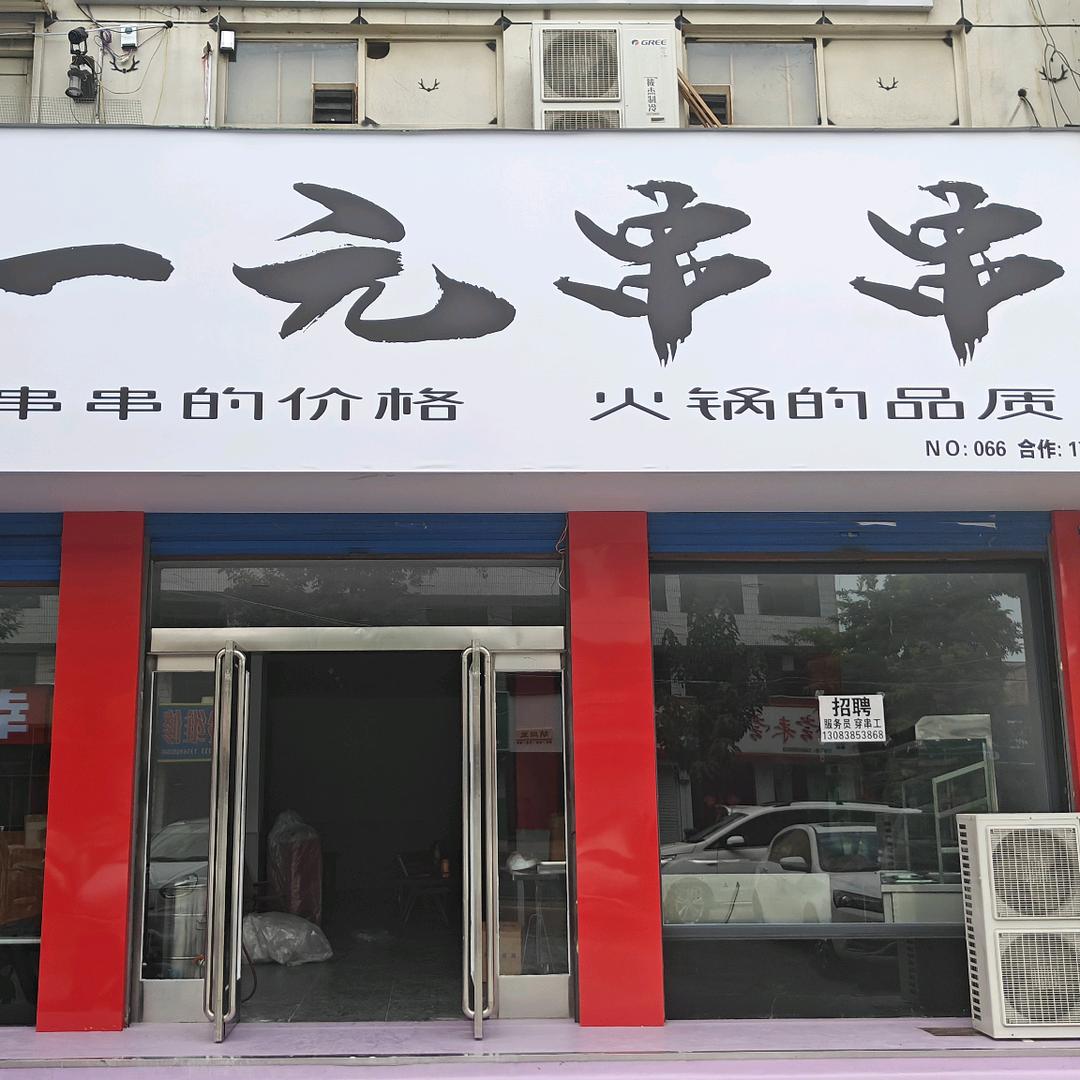 GREE
一元串串
串串的价格 火锅的品质
NO:066 合作:1
招聘
服务员 穿串工
13083853868